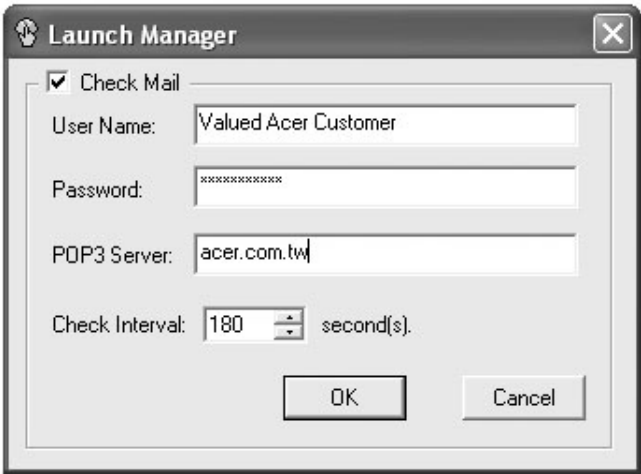 Launch Manager
Check Mail
User Name: Valued Acer Customer
Password: ***********
POP3 Server: acer.com.tw
Check Interval: 180 second(s).
OK Cancel